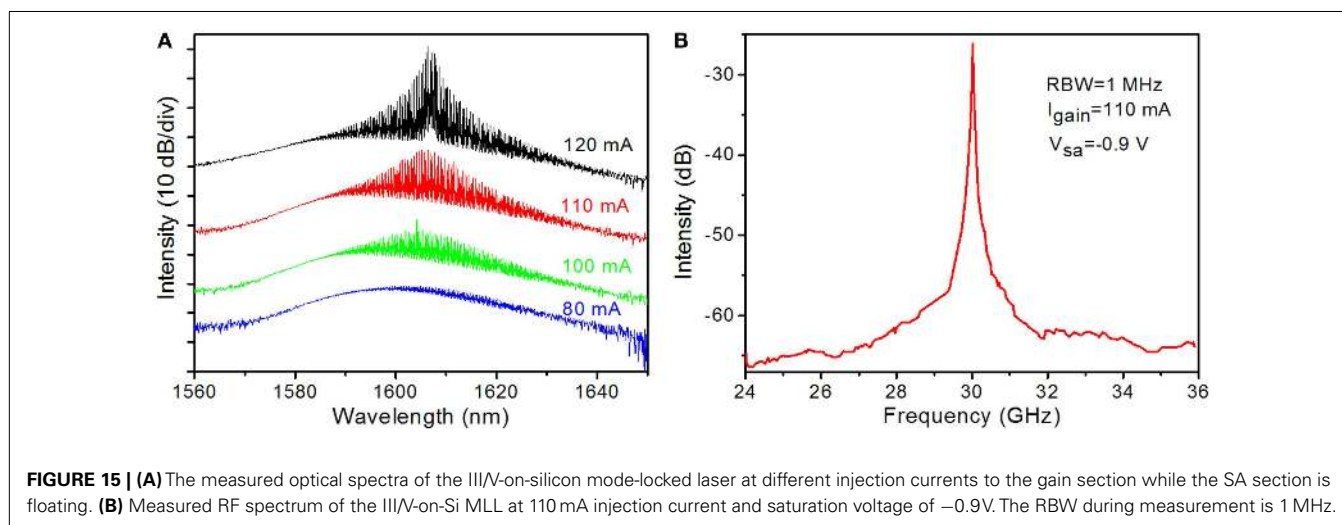 A
Intensity (10 dB/div)
120 mA
110 mA
100 mA
80 mA
1560 1580 1600 1620 1640
Wavelength (nm)
B
-30
-40
-50
-60
Intensity (dB)
RBW=1 MHz
Igain=110 mA
Vsa=-0.9 V
24 26 28 30 32 34 36
Frequency (GHz)
FIGURE 15 | (A) The measured optical spectra of the III/V-on-silicon mode-locked laser at different injection currents to the gain section while the SA section is
floating. (B) Measured RF spectrum of the III/V-on-Si MLL at 110 mA injection current and saturation voltage of −0.9 V. The RBW during measurement is 1 MHz.